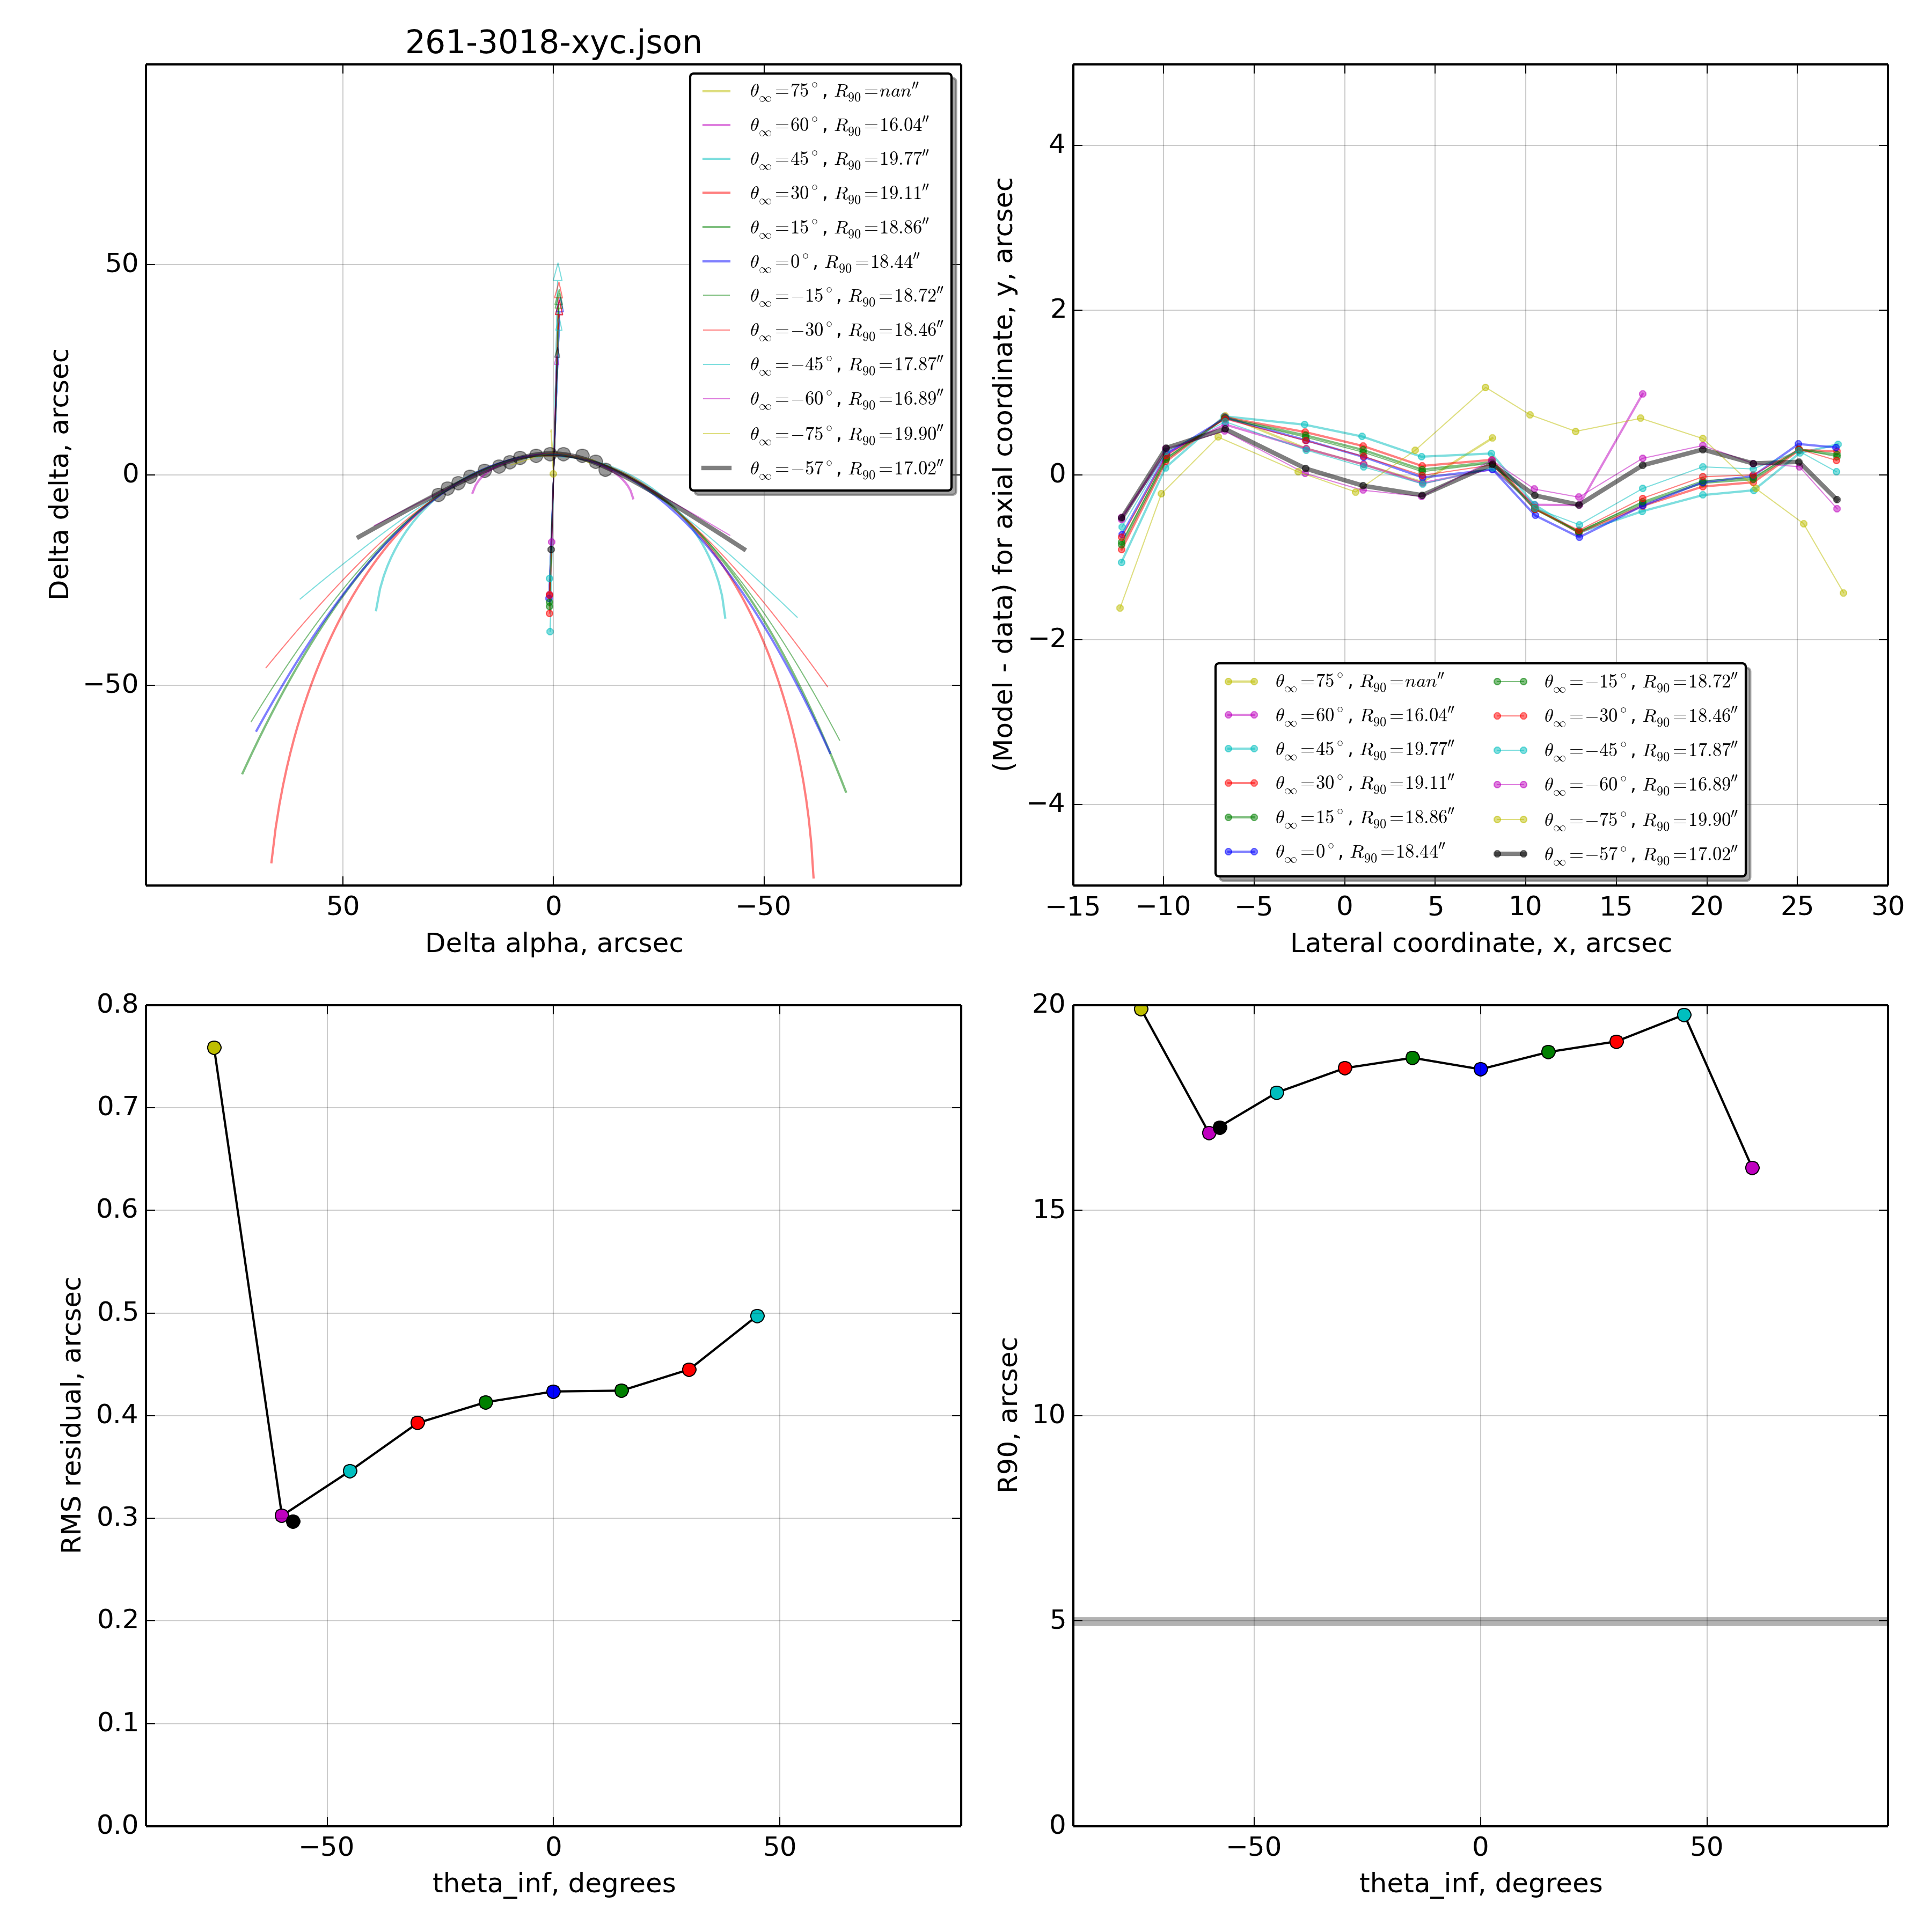 261-3018-xyc.json
θ∞=75°, R90=nan″
θ∞=60°, R90=16.04″
θ∞=45°, R90=19.77″
θ∞=30°, R90=19.11″
θ∞=15°, R90=18.86″
θ∞=0°, R90=18.44″
θ∞=−15°, R90=18.72″
θ∞=−30°, R90=18.46″
θ∞=−45°, R90=17.87″
θ∞=−60°, R90=16.89″
θ∞=−75°, R90=19.90″
θ∞=−57°, R90=17.02″
50
0
−50
Delta delta, arcsec
50 0 −50
Delta alpha, arcsec
4
2
0
−2
−4
(Model - data) for axial coordinate, y, arcsec
θ∞=75°, R90=nan″ θ∞=−15°, R90=18.72″
θ∞=60°, R90=16.04″ θ∞=−30°, R90=18.46″
θ∞=45°, R90=19.77″ θ∞=−45°, R90=17.87″
θ∞=30°, R90=19.11″ θ∞=−60°, R90=16.89″
θ∞=15°, R90=18.86″ θ∞=−75°, R90=19.90″
θ∞=0°, R90=18.44″ θ∞=−57°, R90=17.02″
−15 −10 −5 0 5 10 15 20 25 30
Lateral coordinate, x, arcsec
0.8
0.7
0.6
0.5
0.4
0.3
0.2
0.1
0.0
RMS residual, arcsec
−50 0 50
theta_inf, degrees
20
15
10
5
0
R90, arcsec
−50 0 50
theta_inf, degrees